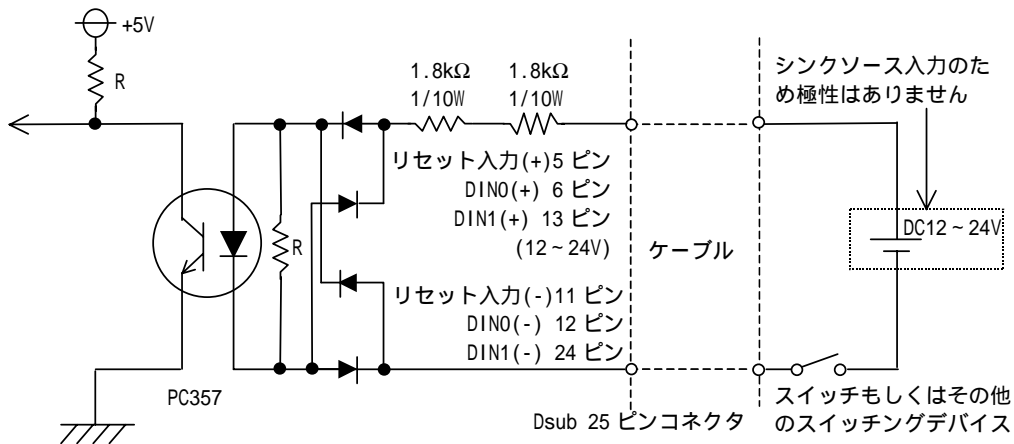 +5V
R
1.8kΩ
1/10W
1.8kΩ
1/10W
シンクソース入力のた
め極性はありません
リセット入力(+)5 ピン
DIN0(+) 6 ピン
DIN1(+) 13 ピン
(12～24V)
ケーブル
DC12～24V
R
リセット入力(-)11 ピン
DIN0(-) 12 ピン
DIN1(-) 24 ピン
PC357
Dsub 25 ピンコネクタ
スイッチもしくはその他
のスイッチングデバイス